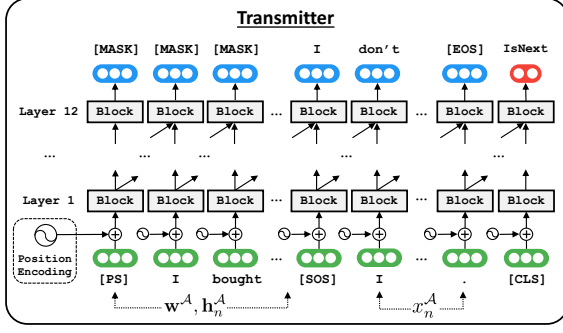 Transmitter
[MASK] [MASK] [MASK] I don't [EOS] IsNext
Layer 12 Block Block Block ... Block Block ... Block Block
... ... ... ...
Layer 1 Block Block Block ... Block Block ... Block Block
Position
Encoding
... ...
[PS] I bought [SOS] I . [CLS]
w^A, h_n^A x_n^A